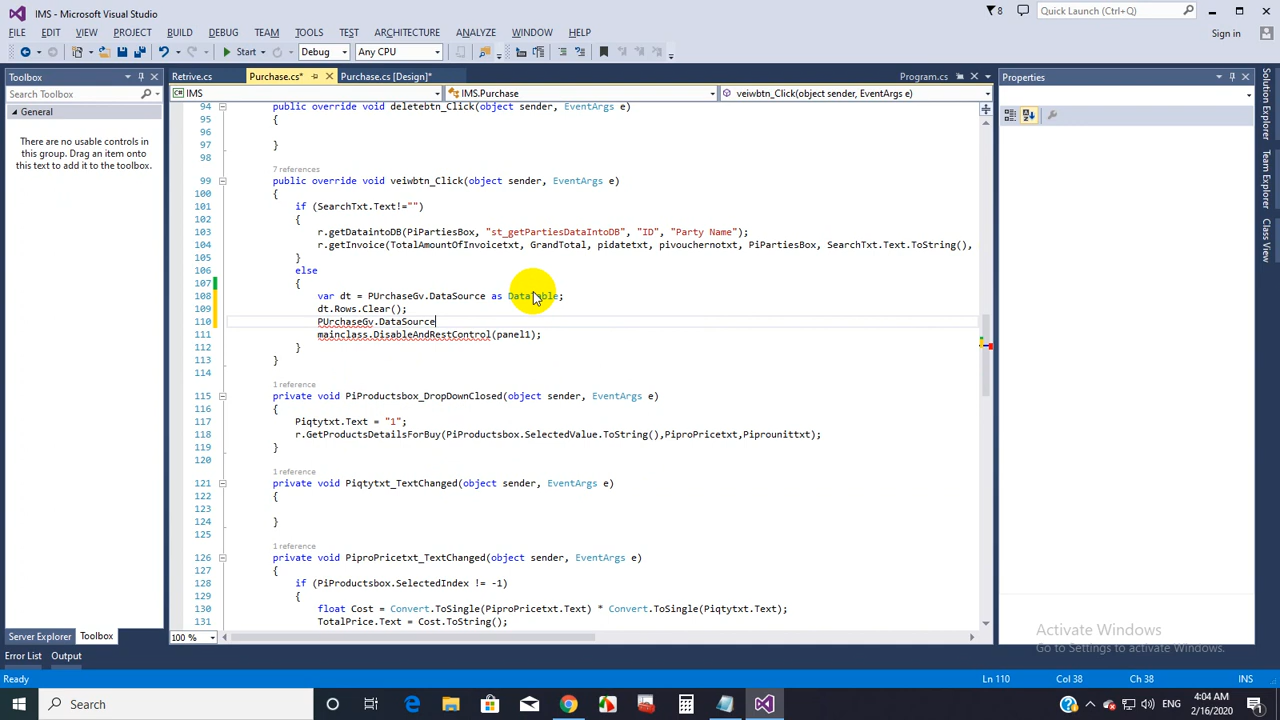 IMS - Microsoft Visual Studio
8
Quick Launch (Ctrl+Q)
FILE EDIT VIEW PROJECT BUILD DEBUG TEAM TOOLS TEST ARCHITECTURE ANALYZE WINDOW HELP
Sign in
Start Debug Any CPU
Toolbox
Retrive.cs Purchase.cs* Purchase.cs [Design]* Program.cs
Properties
Search Toolbox
IMS IMS.Purchase veiwbtn_Click(object sender, EventArgs e)
General
There are no usable controls in
this group. Drag an item onto
this text to add it to the toolbox.
94 public override void deletebtn_Click(object sender, EventArgs e)
95 {
96
97 }
98
7 references
99 public override void veiwbtn_Click(object sender, EventArgs e)
100 {
101 if (SearchTxt.Text!="")
102 {
103 r.getDataintoDB(PiPartiesBox, "st_getPartiesDataIntoDB", "ID", "Party Name");
104 r.getInvoice(TotalAmountOfInvoicetxt, GrandTotal, pidatetxt, pivouchernotxt, PiPartiesBox, SearchTxt.Text.ToString(),
105 }
106 else
107 {
108 var dt = PUrchaseGv.DataSource as DataTable;
109 dt.Rows.Clear();
110 PUrchaseGv.DataSource
111 mainclass.DisableAndRestControl(panel1);
112 }
113 }
114
1 reference
115 private void PiProductsbox_DropDownClosed(object sender, EventArgs e)
116 {
117 Piqtytxt.Text = "1";
118 r.GetProductsDetailsForBuy(PiProductsbox.SelectedValue.ToString(),PiproPricetxt,Piprounittxt);
119 }
120
1 reference
121 private void Piqtytxt_TextChanged(object sender, EventArgs e)
122 {
123
124 }
125
1 reference
126 private void PiproPricetxt_TextChanged(object sender, EventArgs e)
127 {
128 if (PiProductsbox.SelectedIndex != -1)
129 {
130 float Cost = Convert.ToSingle(PiproPricetxt.Text) * Convert.ToSingle(Piqtytxt.Text);
131 TotalPrice.Text = Cost.ToString();
100 %
Solution Explorer
Team Explorer
Class View
Server Explorer Toolbox
Error List Output
Activate Windows
Go to Settings to activate Windows.
Ready Ln 110 Col 38 Ch 38 INS
Search
4:04 AM
2/16/2020
1